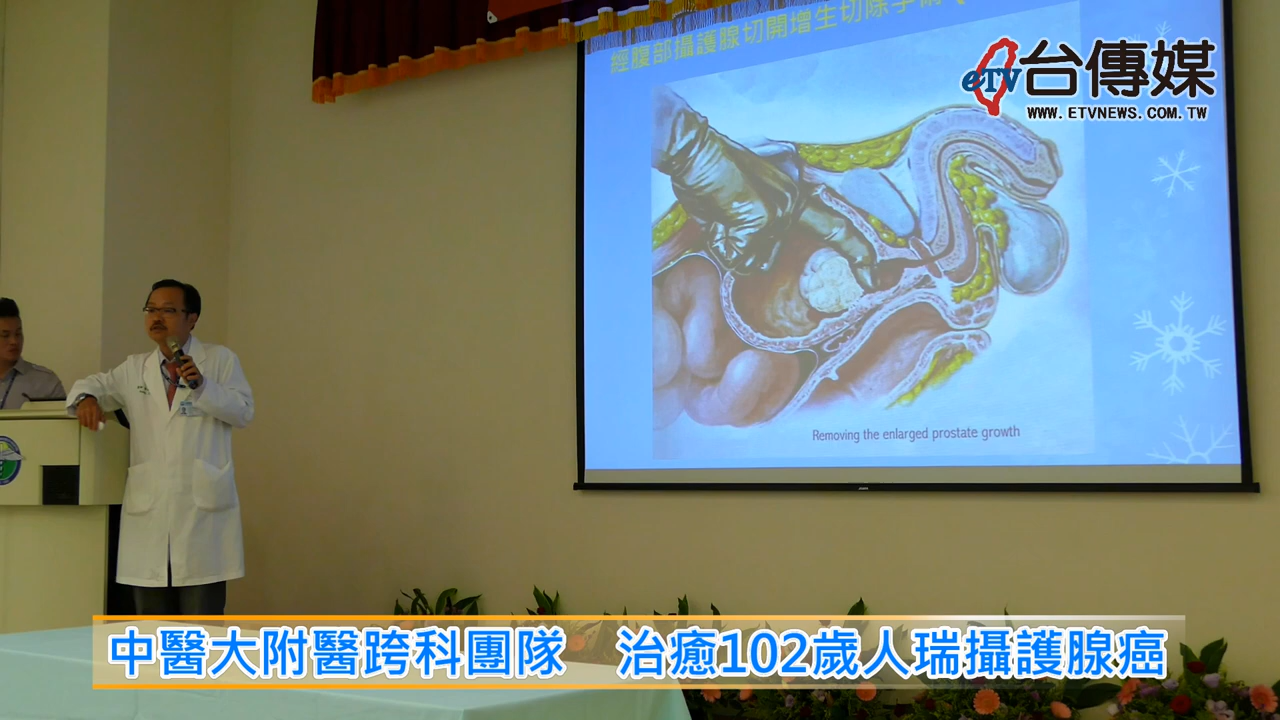 經腹部攝護腺切開增生切除手術
eTV台傳媒
WWW.ETVNEWS.COM.TW
Removing the enlarged prostate growth
中醫大附醫跨科團隊 治癒102歲人瑞攝護腺癌